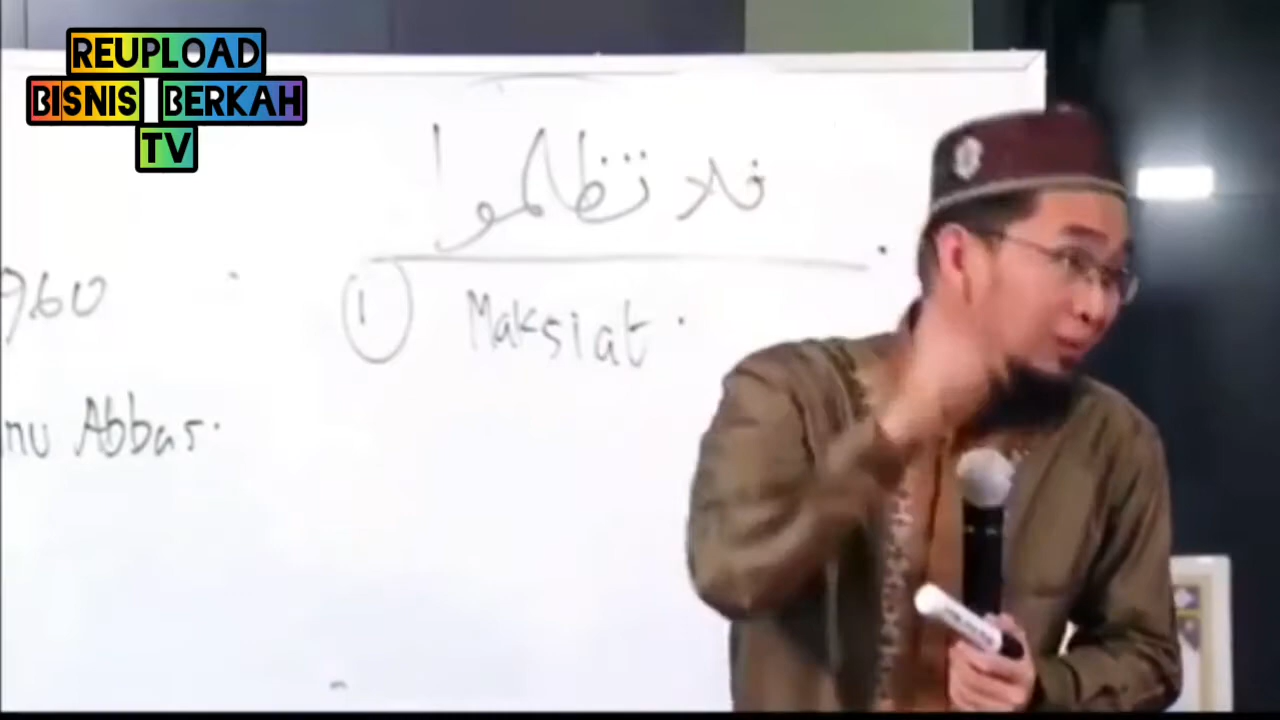 REUPLOAD
BISNIS BERKAH
TV
فلا تظلموا
960
① Maksiat.
nu Abbas.